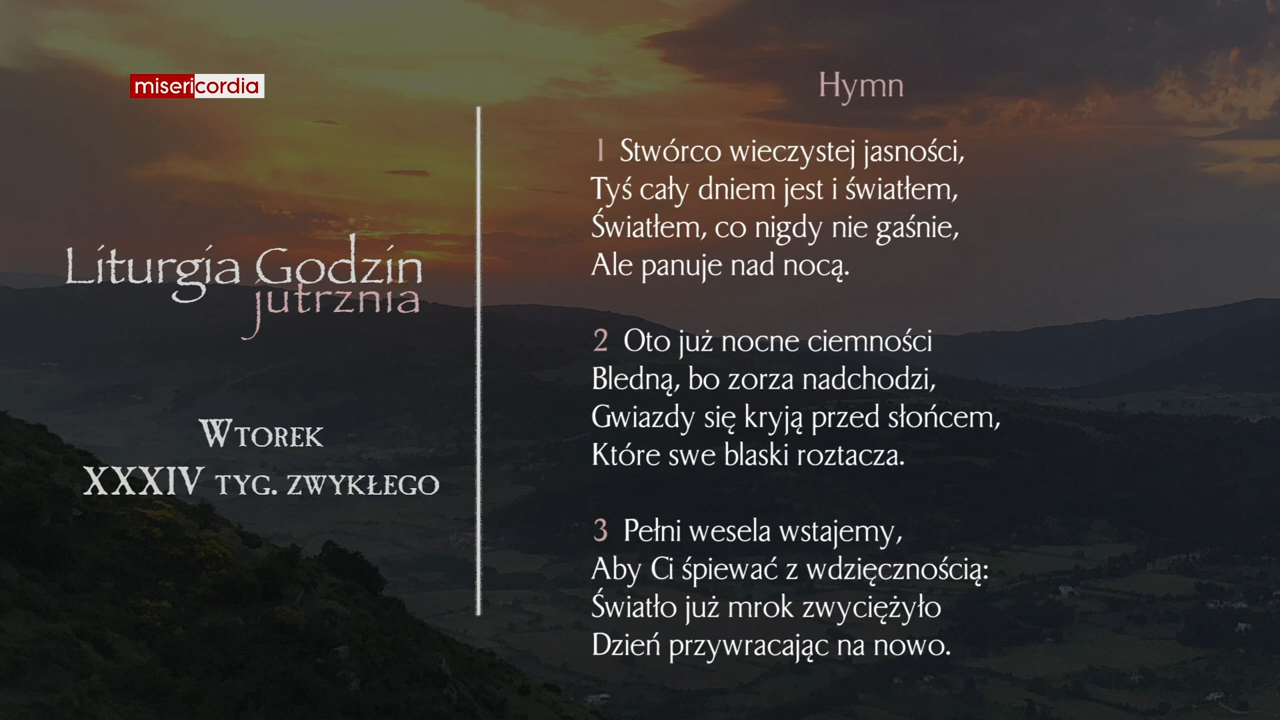 misericordia
Liturgia Godzin
jutrznia
Wtorek
XXXIV tyg. zwykłego
Hymn
1 Stwórco wieczystej jasności,
Tyś cały dniem jest i światłem,
Światłem, co nigdy nie gaśnie,
Ale panuje nad nocą.
2 Oto już nocne ciemności
Bledną, bo zorza nadchodzi,
Gwiazdy się kryją przed słońcem,
Które swe blaski roztacza.
3 Pełni wesela wstajemy,
Aby Ci śpiewać z wdzięcznością:
Światło już mrok zwyciężyło
Dzień przywracając na nowo.